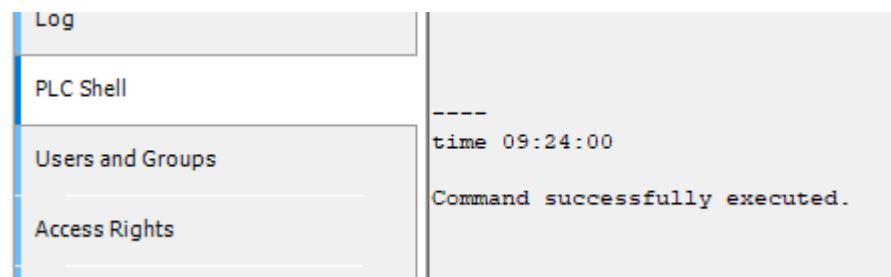 Log
PLC Shell
Users and Groups
Access Rights
----
time 09:24:00
Command successfully executed.